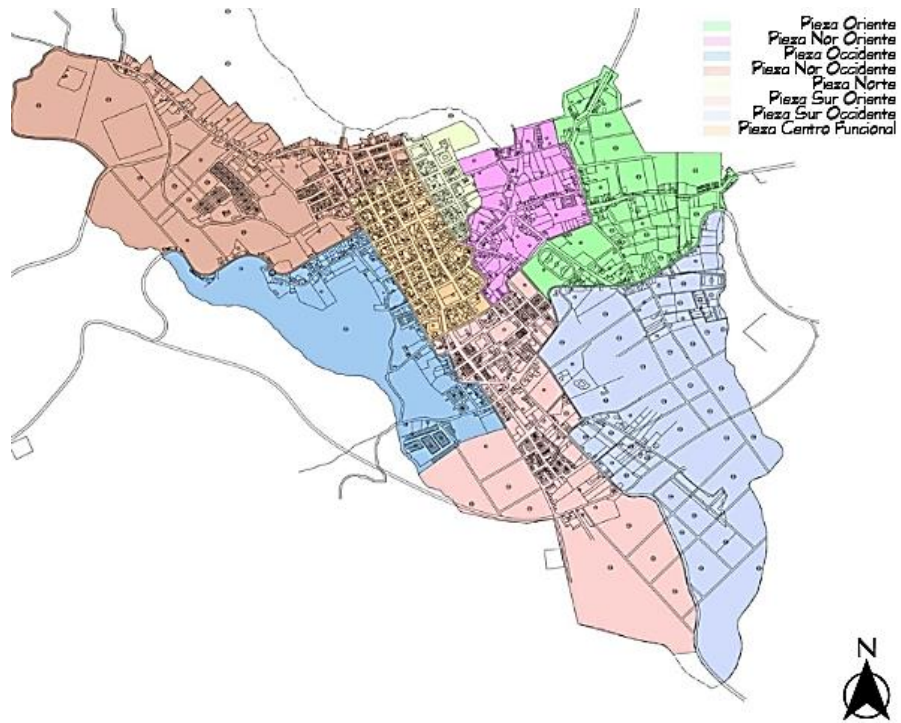 Pieza Oriente
Pieza Nor Oriente
Pieza Occidente
Pieza Nor Occidente
Pieza Norte
Pieza Sur Oriente
Pieza Sur Occidente
Pieza Centro Funcional
N